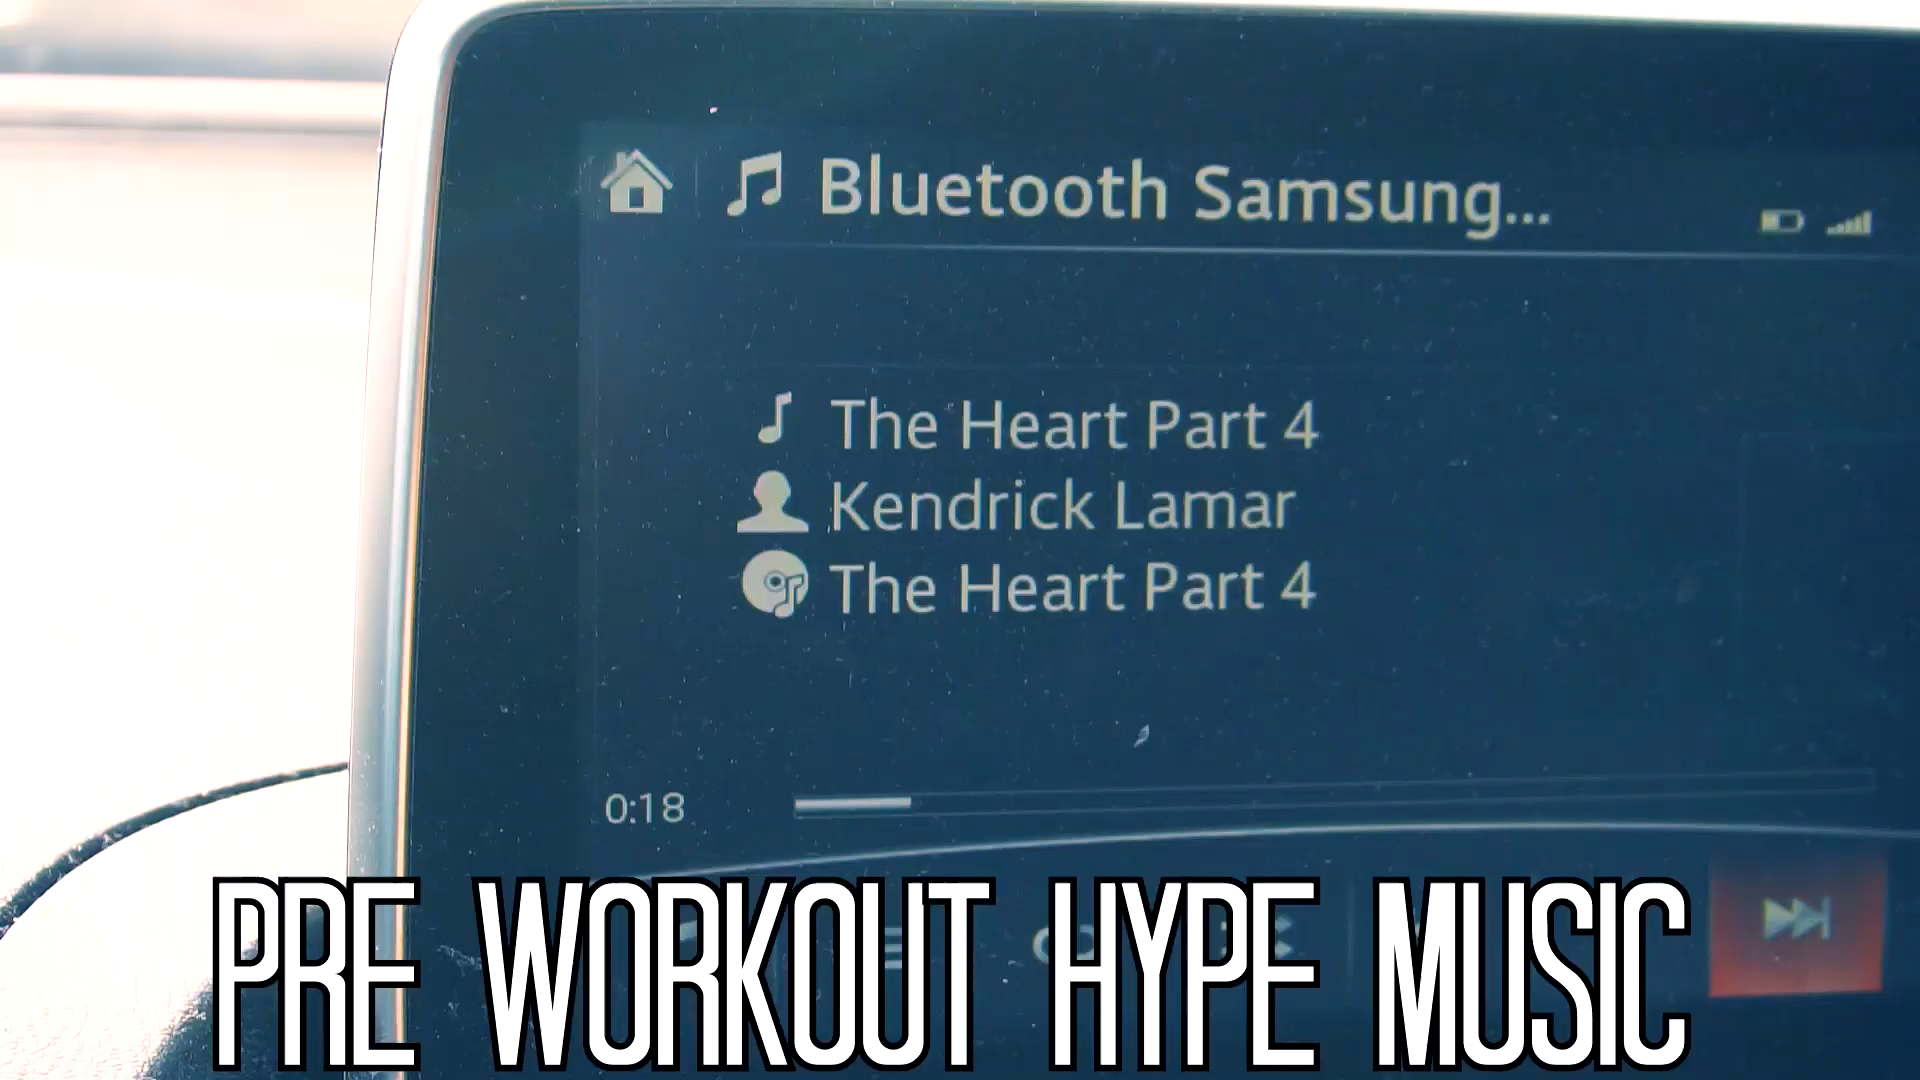 Bluetooth Samsung...
The Heart Part 4
Kendrick Lamar
The Heart Part 4
0:18
PRE WORKOUT HYPE MUSIC